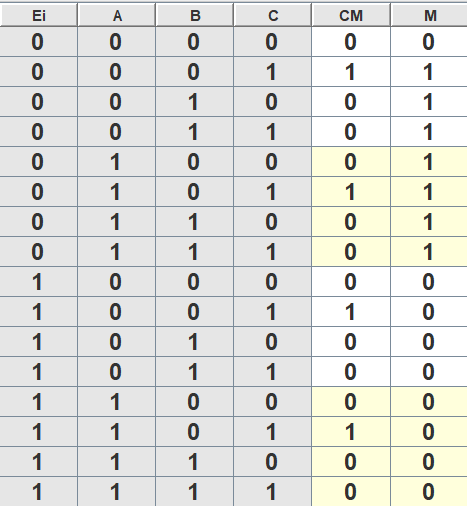 Ei A B C CM M
0 0 0 0 0 0
0 0 0 1 1 1
0 0 1 0 0 1
0 0 1 1 0 1
0 1 0 0 0 1
0 1 0 1 1 1
0 1 1 0 0 1
0 1 1 1 0 1
1 0 0 0 0 0
1 0 0 1 1 0
1 0 1 0 0 0
1 0 1 1 0 0
1 1 0 0 0 0
1 1 0 1 1 0
1 1 1 0 0 0
1 1 1 1 0 0